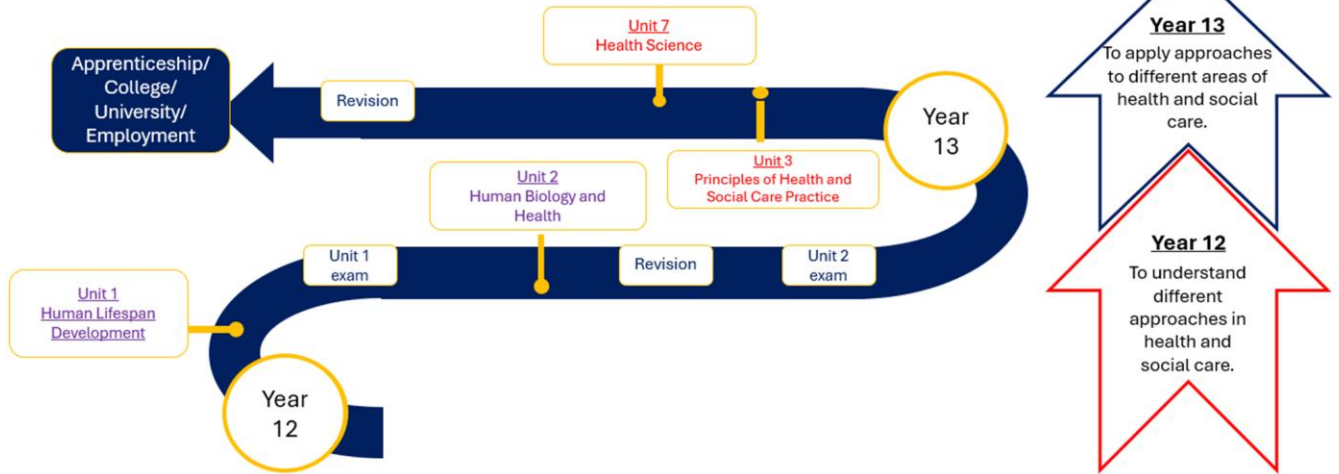 Unit 7
Health Science
Apprenticeship/
College/
University/
Employment
Revision
Year
13
Unit 3
Principles of Health and
Social Care Practice
Unit 2
Human Biology and
Health
Unit 1
exam
Revision
Unit 2
exam
Unit 1
Human Lifespan
Development
Year
12
Year 13
To apply approaches
to different areas of
health and social
care.
Year 12
To understand
different
approaches in
health and
social care.